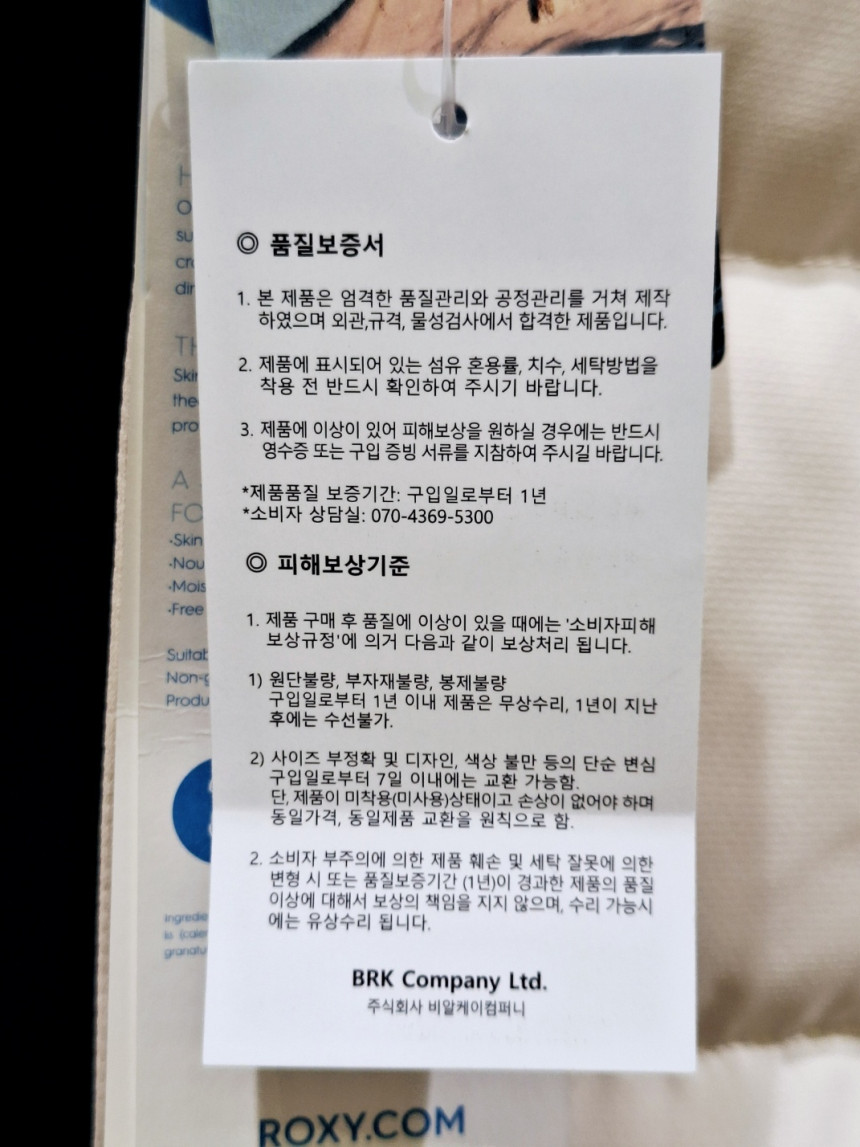 ◎ 품질보증서
1. 본 제품은 엄격한 품질관리와 공정관리를 거쳐 제작
하였으며 외관,규격, 물성검사에서 합격한 제품입니다.
2. 제품에 표시되어 있는 섬유 혼용률, 치수, 세탁방법을
착용 전 반드시 확인하여 주시기 바랍니다.
3. 제품에 이상이 있어 피해보상을 원하실 경우에는 반드시
영수증 또는 구입 증빙 서류를 지참하여 주시길 바랍니다.
*제품품질 보증기간: 구입일로부터 1년
*소비자 상담실: 070-4369-5300
◎ 피해보상기준
1. 제품 구매 후 품질에 이상이 있을 때에는 '소비자피해
보상규정'에 의거 다음과 같이 보상처리 됩니다.
1) 원단불량, 부자재불량, 봉제불량
구입일로부터 1년 이내 제품은 무상수리, 1년이 지난
후에는 수선불가.
2) 사이즈 부정확 및 디자인, 색상 불만 등의 단순 변심
구입일로부터 7일 이내에는 교환 가능함.
단, 제품이 미착용(미사용)상태이고 손상이 없어야 하며
동일가격, 동일제품 교환을 원칙으로 함.
2. 소비자 부주의에 의한 제품 훼손 및 세탁 잘못에 의한
변형 시 또는 품질보증기간 (1년)이 경과한 제품의 품질
이상에 대해서 보상의 책임을 지지 않으며, 수리 가능시
에는 유상수리 됩니다.
BRK Company Ltd.
주식회사 비알케이컴퍼니
A
·Skin
·Free
ROXY.COM